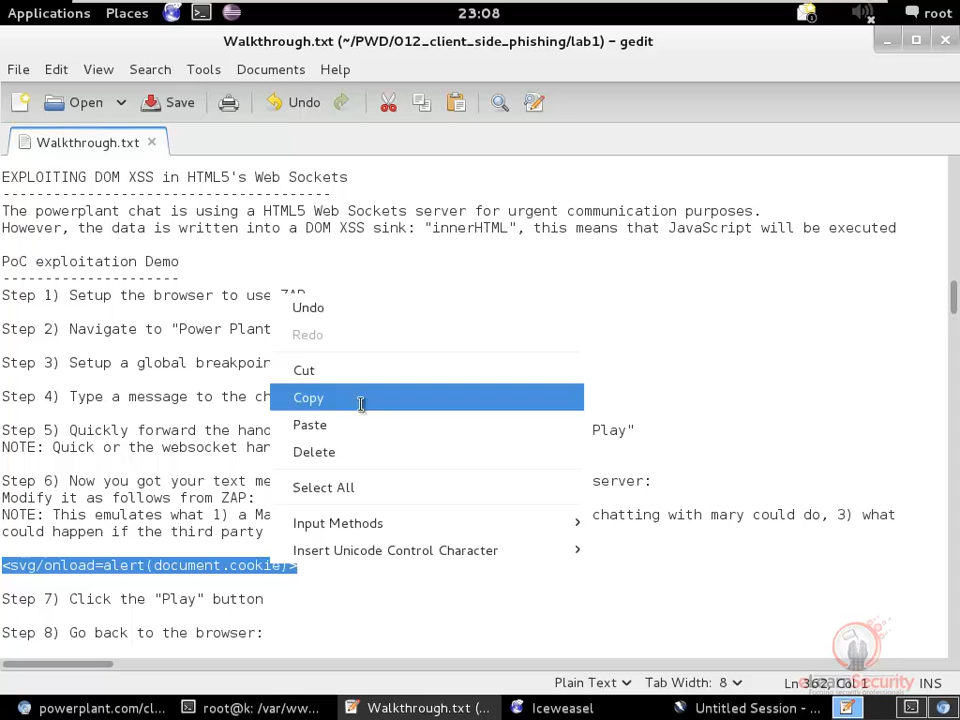 Applications Places 23:08 root
Walkthrough.txt (~/PWD/012_client_side_phishing/lab1) - gedit
File Edit View Search Tools Documents Help
Open Save Undo
Walkthrough.txt
EXPLOITING DOM XSS in HTML5's Web Sockets
---------------------------------------
The powerplant chat is using a HTML5 Web Sockets server for urgent communication purposes.
However, the data is written into a DOM XSS sink: "innerHTML", this means that JavaScript will be executed
PoC exploitation Demo
---------------------
Step 1) Setup the browser to use ZAP
Undo
Step 2) Navigate to "Power Plant
Redo
Step 3) Setup a global breakpoin
Cut
Step 4) Type a message to the ch
Copy
Paste
Step 5) Quickly forward the hand Play"
NOTE: Quick or the websocket han
Delete
Step 6) Now you got your text me server:
Select All
Modify it as follows from ZAP:
NOTE: This emulates what 1) a Ma chatting with mary could do, 3) what
Input Methods
could happen if the third party
Insert Unicode Control Character
<svg/onload=alert(document.cookie)>
Step 7) Click the "Play" button
Step 8) Go back to the browser:
eLearnSecurity
Forging security professionals
Plain Text Tab Width: 8 Ln 362, Col 1 INS
powerplant.com/cl... root@k: /var/ww... Walkthrough.txt (... Iceweasel Untitled Session - ...